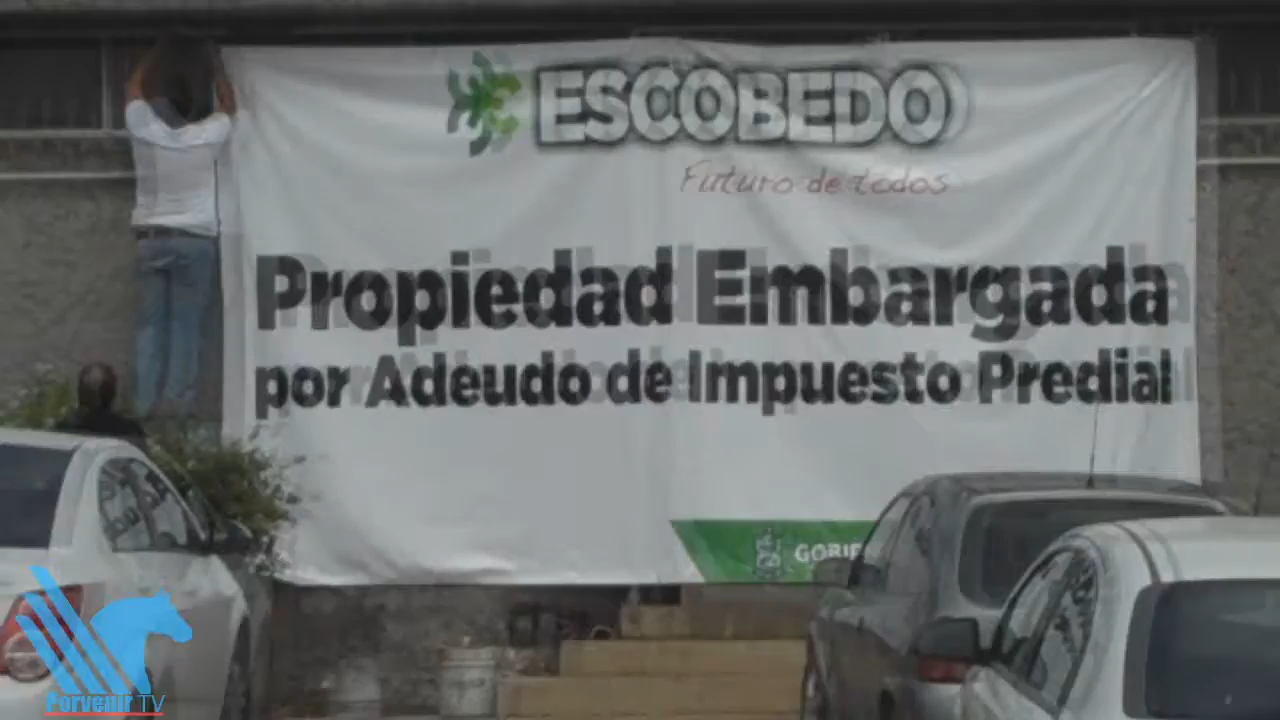 ESCOBEDO
Futuro de todos
Propiedad Embargada
por Adeudo de Impuesto Predial
Porvenir TV